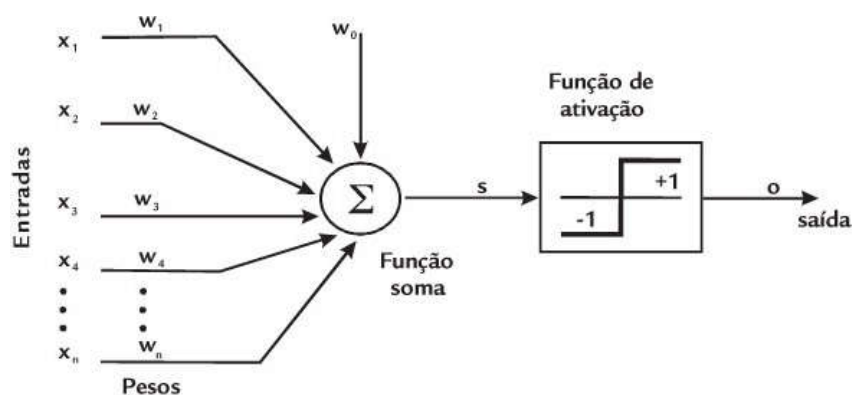 w₁
x₁
w₀
Função de
ativação
w₂
x₂
Entradas
+1
w₃
x₃
Σ
s
-1
o
saída
w₄
x₄
Função
soma
wₙ
xₙ
Pesos